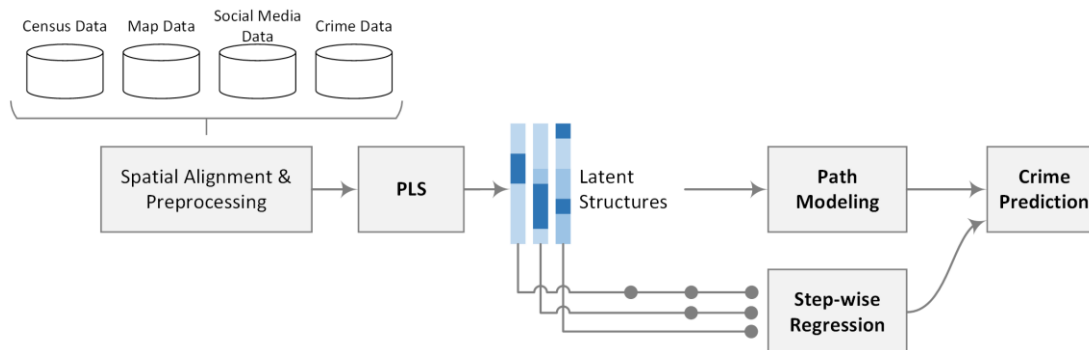 Census Data
Map Data
Social Media
Data
Crime Data
Spatial Alignment &
Preprocessing
PLS
Latent
Structures
Path
Modeling
Crime
Prediction
Step-wise
Regression